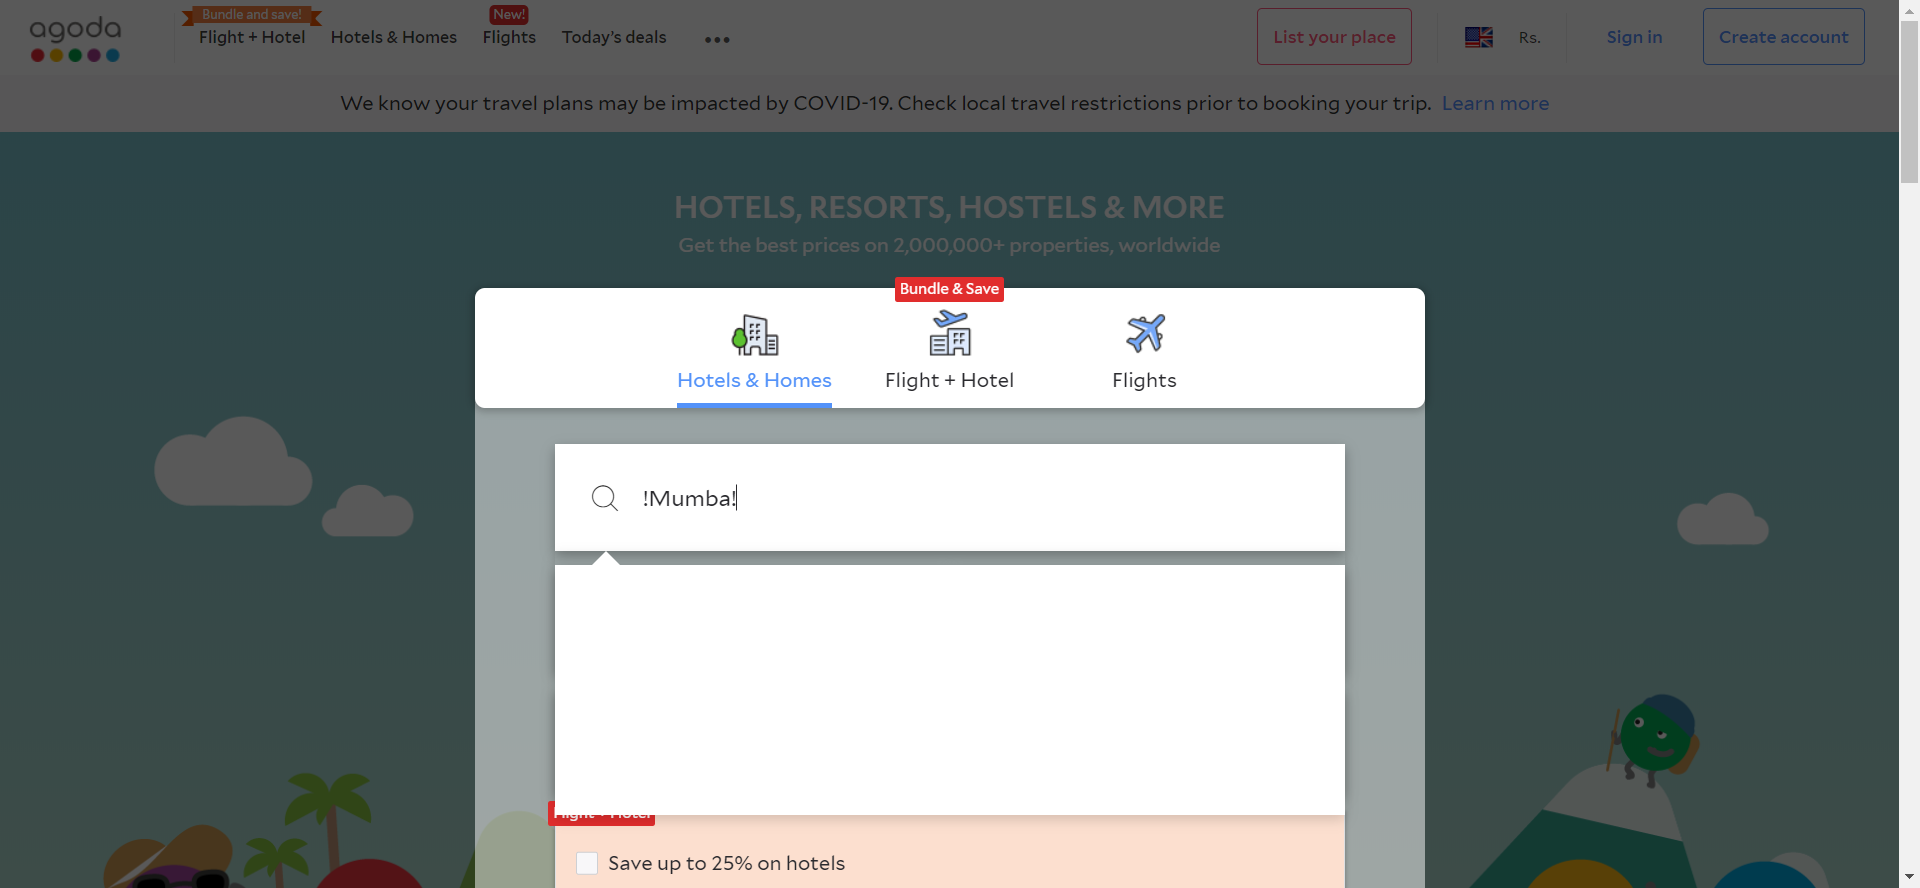 agoda
Bundle and save!
Flight + Hotel
Hotels & Homes
New!
Flights
Today's deals
List your place
Rs.
Sign in
Create account
We know your travel plans may be impacted by COVID-19. Check local travel restrictions prior to booking your trip. Learn more
HOTELS, RESORTS, HOSTELS & MORE
Get the best prices on 2,000,000+ properties, worldwide
Bundle & Save
Hotels & Homes
Flight + Hotel
Flights
!Mumba!
Flight + Hotel
Save up to 25% on hotels